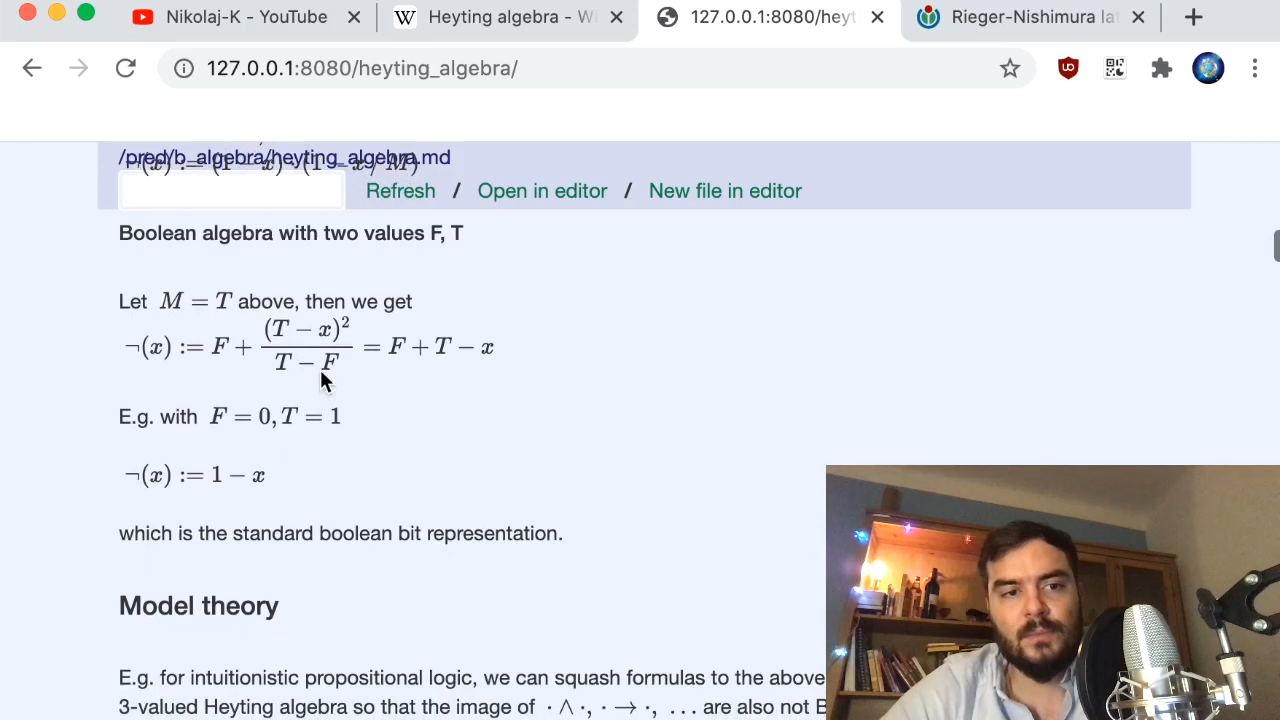 Nikolaj-K - YouTube
Heyting algebra - W
127.0.0.1:8080/heyt
Rieger-Nishimura la
127.0.0.1:8080/heyting_algebra/
/pred/b_algebra/heyting_algebra.md
¬(x) := (1 − x) · (1 − x / M)
Refresh / Open in editor / New file in editor
Boolean algebra with two values F, T
Let M = T above, then we get
¬(x) := F + (T − x)² / (T − F) = F + T − x
E.g. with F = 0, T = 1
¬(x) := 1 − x
which is the standard boolean bit representation.
Model theory
E.g. for intuitionistic propositional logic, we can squash formulas to the above
3-valued Heyting algebra so that the image of · ∧ ·, · → ·, … are also not B